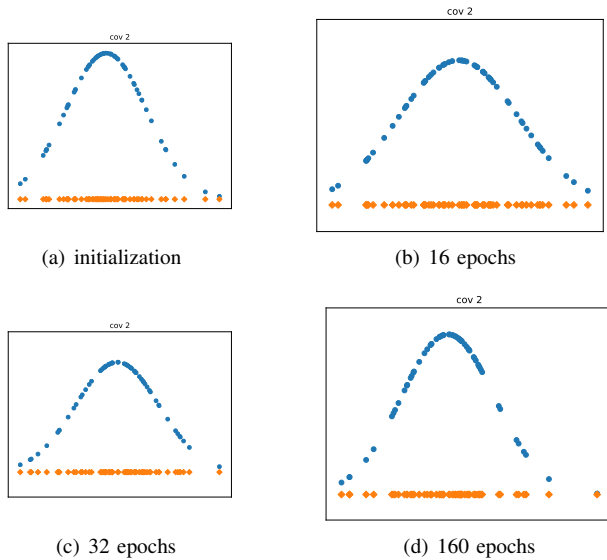 cov 2
cov 2
(a) initialization
(b) 16 epochs
cov 2
cov 2
(c) 32 epochs
(d) 160 epochs